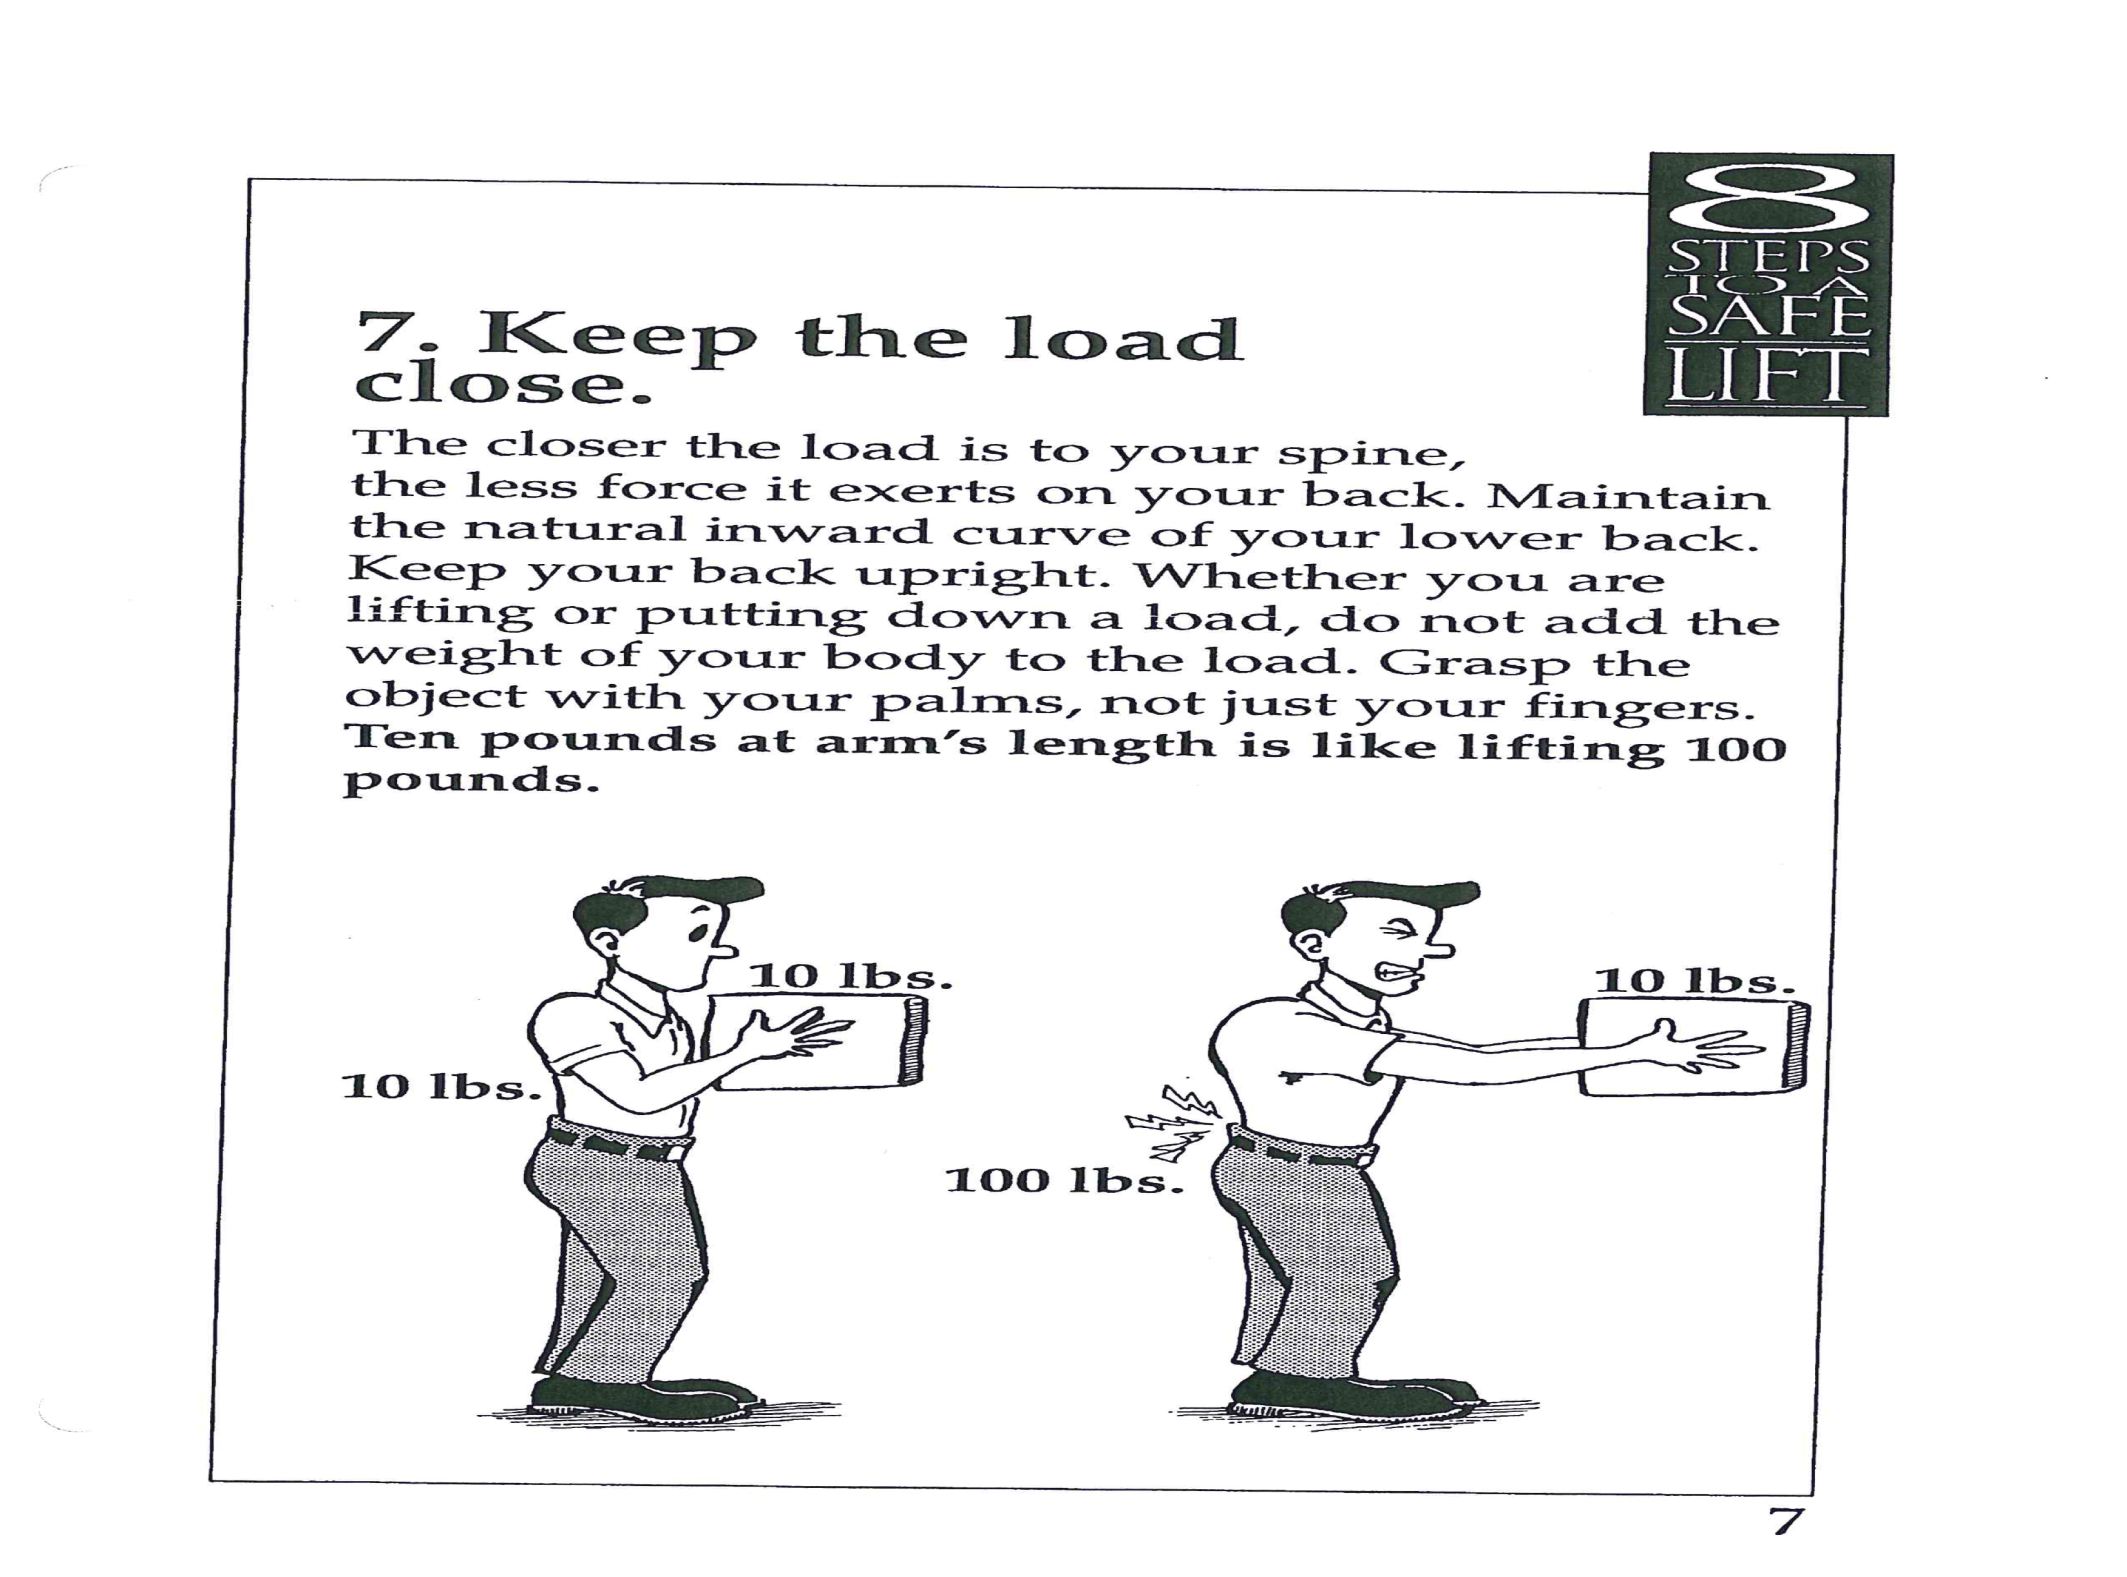 8
STEPS
TO A
SAFE
LIFT
7. Keep the load
close.
The closer the load is to your spine,
the less force it exerts on your back. Maintain
the natural inward curve of your lower back.
Keep your back upright. Whether you are
lifting or putting down a load, do not add the
weight of your body to the load. Grasp the
object with your palms, not just your fingers.
Ten pounds at arm's length is like lifting 100
pounds.
10 lbs.
10 lbs.
10 lbs.
100 lbs.
7